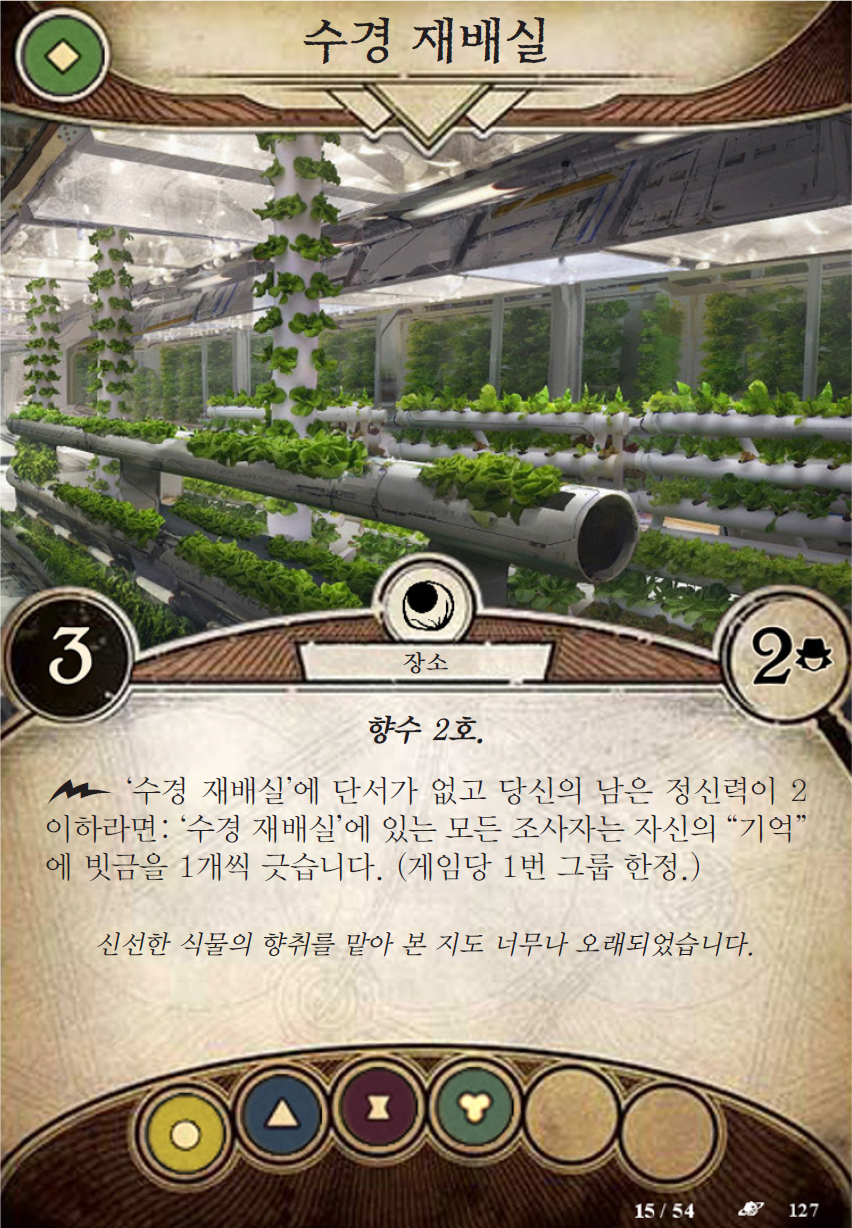 수경 재배실
3
장소
2
향수 2호.
‘수경 재배실’에 단서가 없고 당신의 남은 정신력이 2
이하라면: ‘수경 재배실’에 있는 모든 조사자는 자신의 “기억”
에 빗금을 1개씩 긋습니다. (게임당 1번 그룹 한정.)
신선한 식물의 향취를 맡아 본 지도 너무나 오래되었습니다.
15 / 54 127